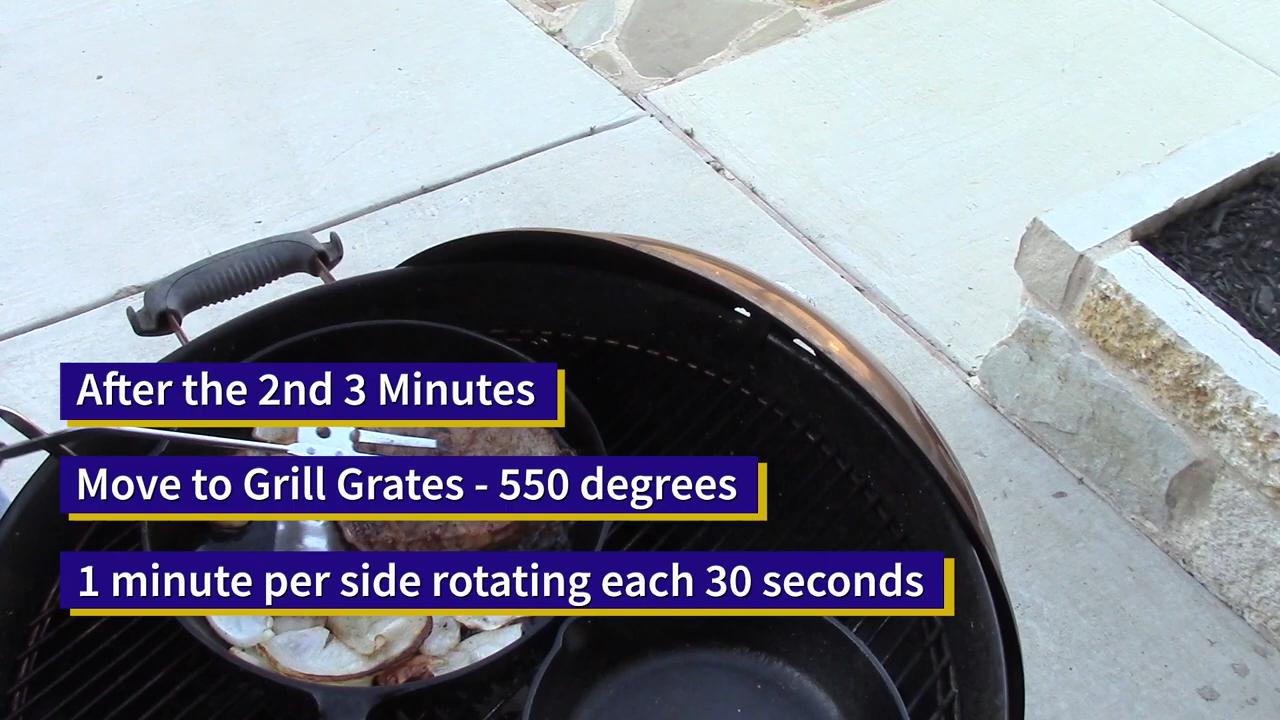 After the 2nd 3 Minutes
Move to Grill Grates - 550 degrees
1 minute per side rotating each 30 seconds